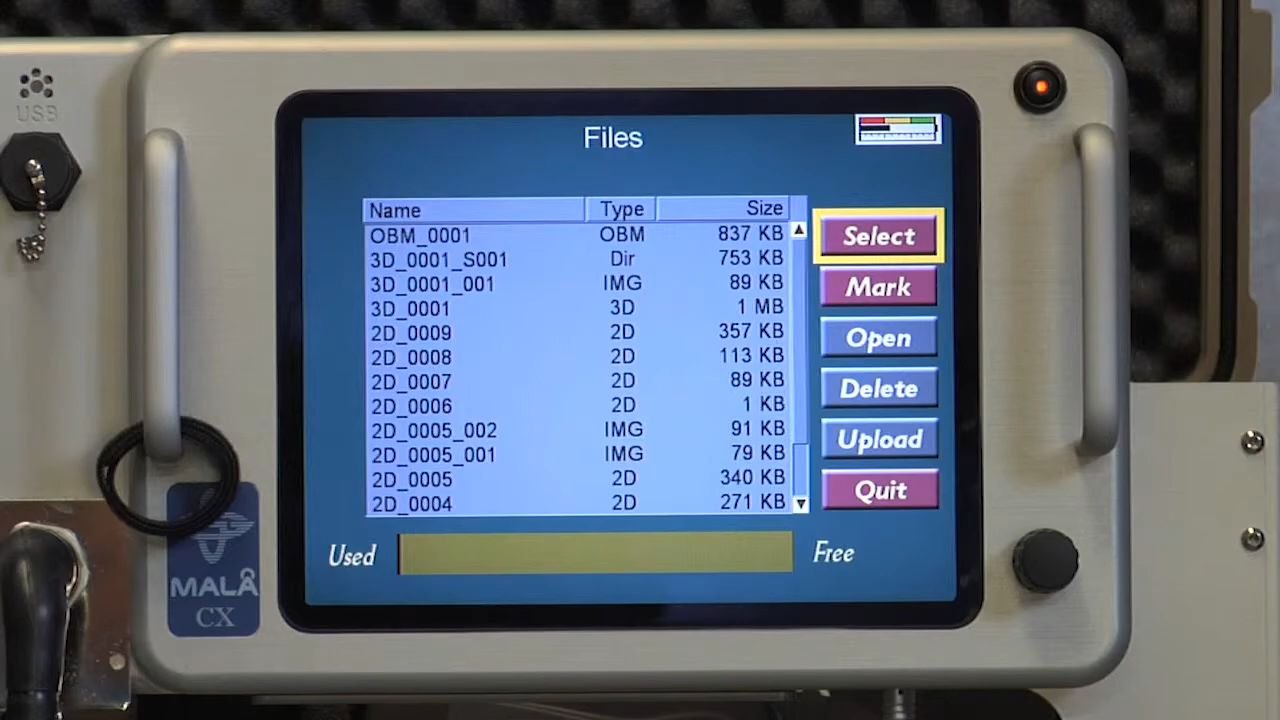 USB
Files
Name Type Size
OBM_0001 OBM 837 KB
3D_0001_S001 Dir 753 KB
3D_0001_001 IMG 89 KB
3D_0001 3D 1 MB
2D_0009 2D 357 KB
2D_0008 2D 113 KB
2D_0007 2D 89 KB
2D_0006 2D 1 KB
2D_0005_002 IMG 91 KB
2D_0005_001 IMG 79 KB
2D_0005 2D 340 KB
2D_0004 2D 271 KB
Select
Mark
Open
Delete
Upload
Quit
Used Free
MALÅ
CX